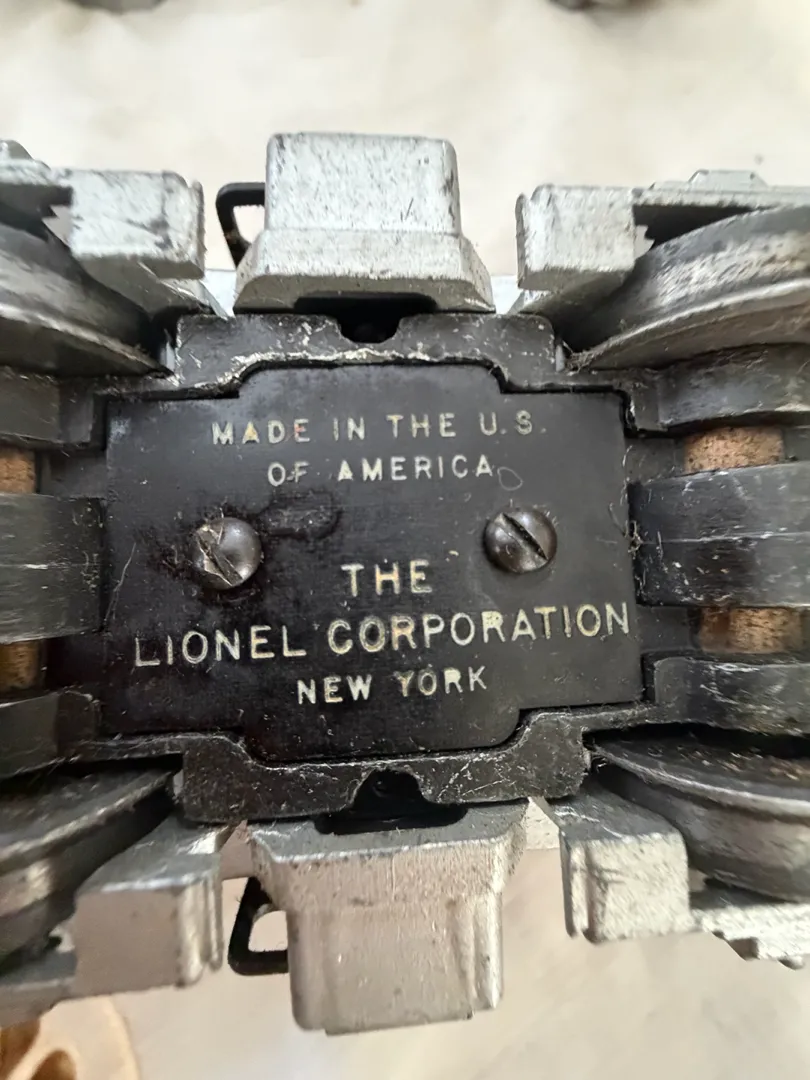 MADE IN THE U.S.
OF AMERICA
THE
LIONEL CORPORATION
NEW YORK